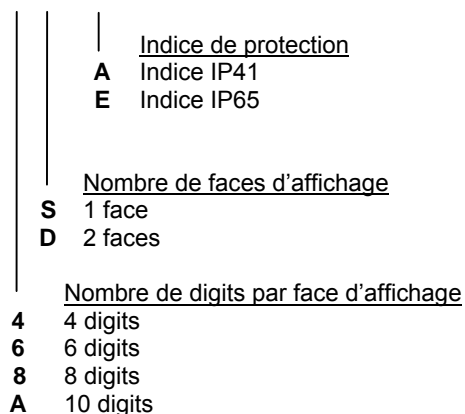 Indice de protection
A Indice IP41
E Indice IP65
Nombre de faces d’affichage
S 1 face
D 2 faces
Nombre de digits par face d’affichage
4 4 digits
6 6 digits
8 8 digits
A 10 digits